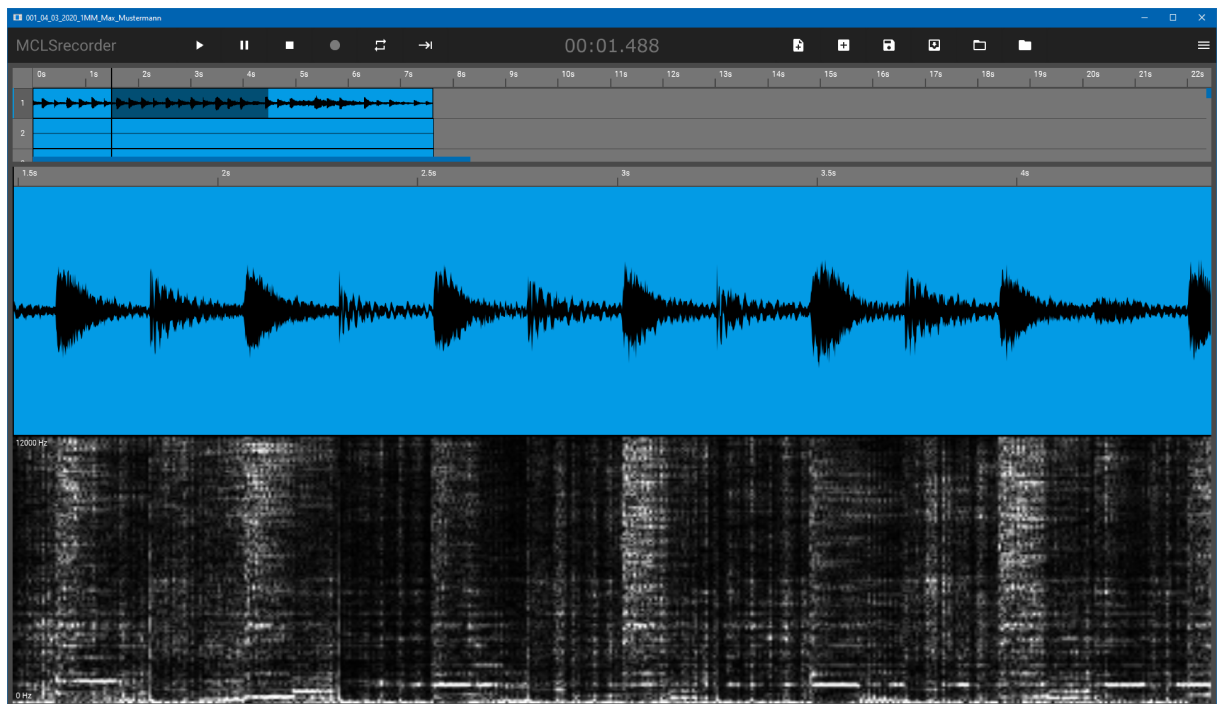 001_04_03_2020_1MM_Max_Mustermann
MCLSrecorder 00:01.488
0s 1s 2s 3s 4s 5s 6s 7s 8s 9s 10s 11s 12s 13s 14s 15s 16s 17s 18s 19s 20s 21s 22s
1
2
1.5s 2s 2.5s 3s 3.5s 4s
12000 Hz
0 Hz